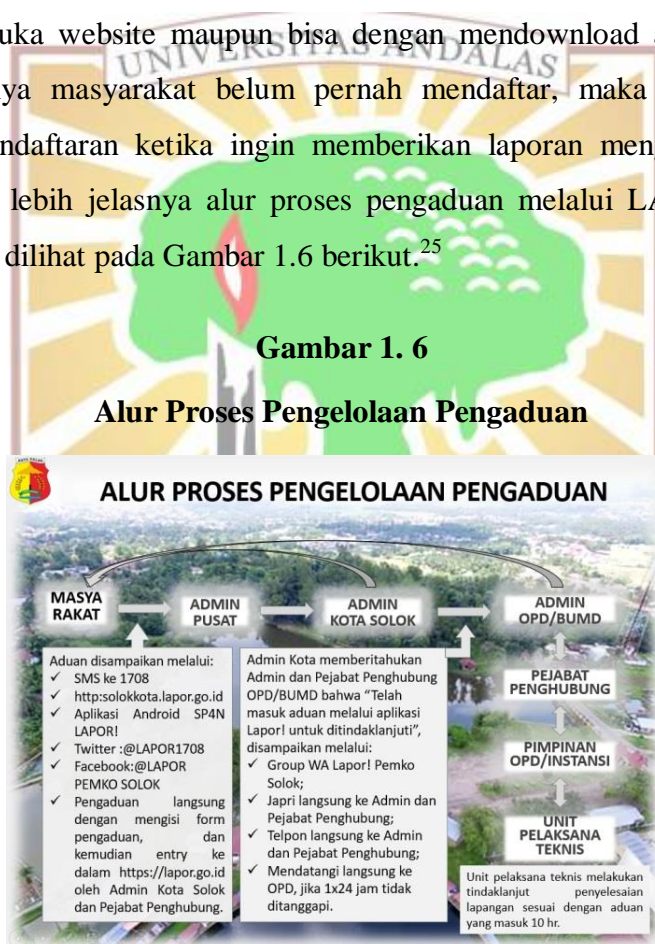 uka website maupun bisa dengan mendownload
UNIVERSITAS ANDALAS
ya masyarakat belum pernah mendaftar, maka
ndaftaran ketika ingin memberikan laporan men
lebih jelasnya alur proses pengaduan melalui LA
dilihat pada Gambar 1.6 berikut.25
Gambar 1. 6
Alur Proses Pengelolaan Pengaduan
ALUR PROSES PENGELOLAAN PENGADUAN
MASYA
RAKAT
ADMIN
PUSAT
ADMIN
KOTA SOLOK
ADMIN
OPD/BUMD
Aduan disampaikan melalui:
✓ SMS ke 1708
✓ http:solokkota.lapor.go.id
✓ Aplikasi Android SP4N
LAPOR!
✓ Twitter :@LAPOR1708
✓ Facebook:@LAPOR
PEMKO SOLOK
✓ Pengaduan langsung
dengan mengisi form
pengaduan, dan
kemudian entry ke
dalam https://lapor.go.id
oleh Admin Kota Solok
dan Pejabat Penghubung.
Admin Kota memberitahukan
Admin dan Pejabat Penghubung
OPD/BUMD bahwa “Telah
masuk aduan melalui aplikasi
Lapor! untuk ditindaklanjuti”,
disampaikan melalui:
✓ Group WA Lapor! Pemko
Solok;
✓ Japri langsung ke Admin dan
Pejabat Penghubung;
✓ Telpon langsung ke Admin
dan Pejabat Penghubung;
✓ Mendatangi langsung ke
OPD, jika 1x24 jam tidak
ditanggapi.
PEJABAT
PENGHUBUNG
PIMPINAN
OPD/INSTANSI
UNIT
PELAKSANA
TEKNIS
Unit pelaksana teknis melakukan
tindaklanjut penyelesaian
lapangan sesuai dengan aduan
yang masuk 10 hr.